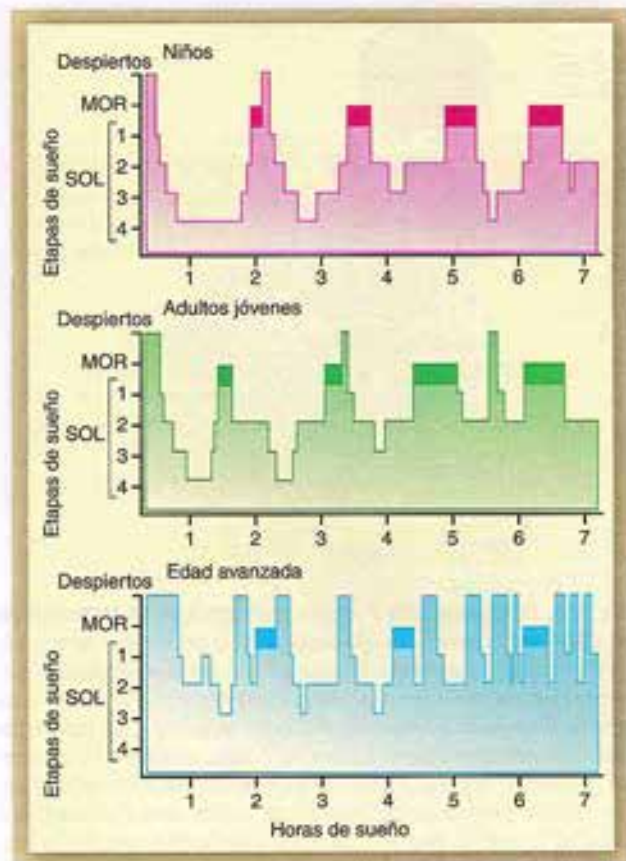 Niños
Despiertos
MOR
1
2
SOL
3
4
Etapas de sueño
1 2 3 4 5 6 7
Adultos jóvenes
Despiertos
MOR
1
2
SOL
3
4
Etapas de sueño
1 2 3 4 5 6 7
Edad avanzada
Despiertos
MOR
1
2
SOL
3
4
Etapas de sueño
1 2 3 4 5 6 7
Horas de sueño